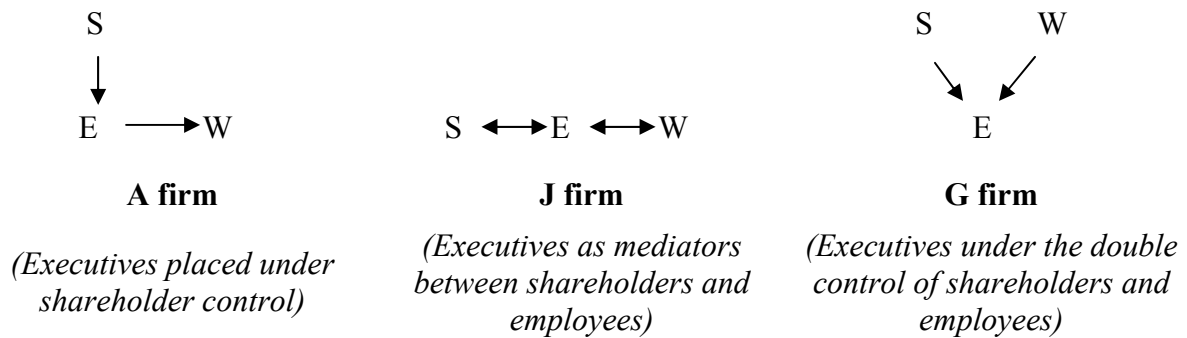 S
E W
A firm
(Executives placed under
shareholder control)
S E W
J firm
(Executives as mediators
between shareholders and
employees)
S W
E
G firm
(Executives under the double
control of shareholders and
employees)